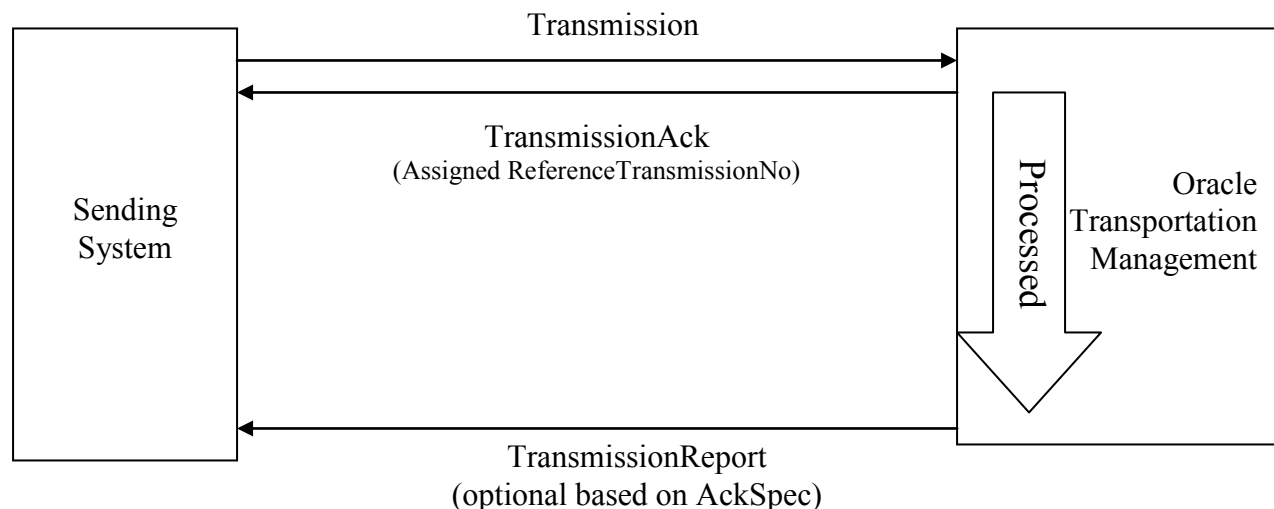 Transmission
TransmissionAck
(Assigned ReferenceTransmissionNo)
Sending
System
Processed
Oracle
Transportation
Management
TransmissionReport
(optional based on AckSpec)